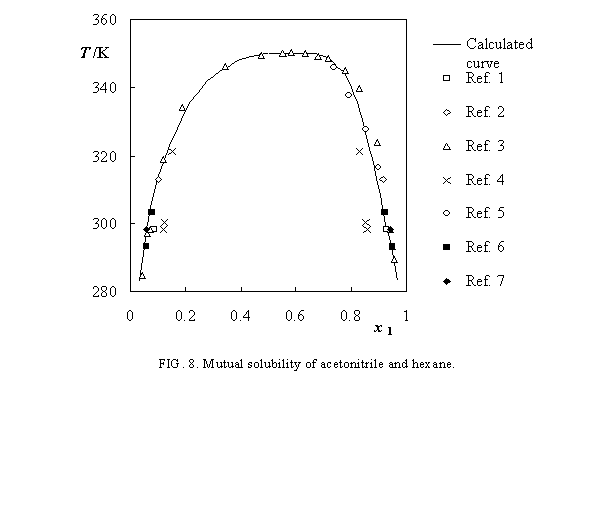 360
T/K
340
320
300
280
0
0.2
0.4
0.6
0.8
1
x 1
Calculated
curve
Ref. 1
Ref. 2
Ref. 3
Ref. 4
Ref. 5
Ref. 6
Ref. 7
FIG. 8. Mutual solubility of acetonitrile and hexane.